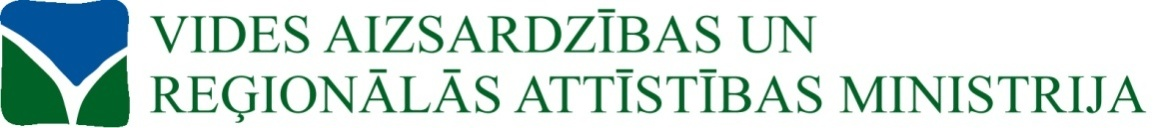 VIDES AIZSARDZĪBAS UN
REĢIONĀLĀS ATTĪSTĪBAS MINISTRIJA